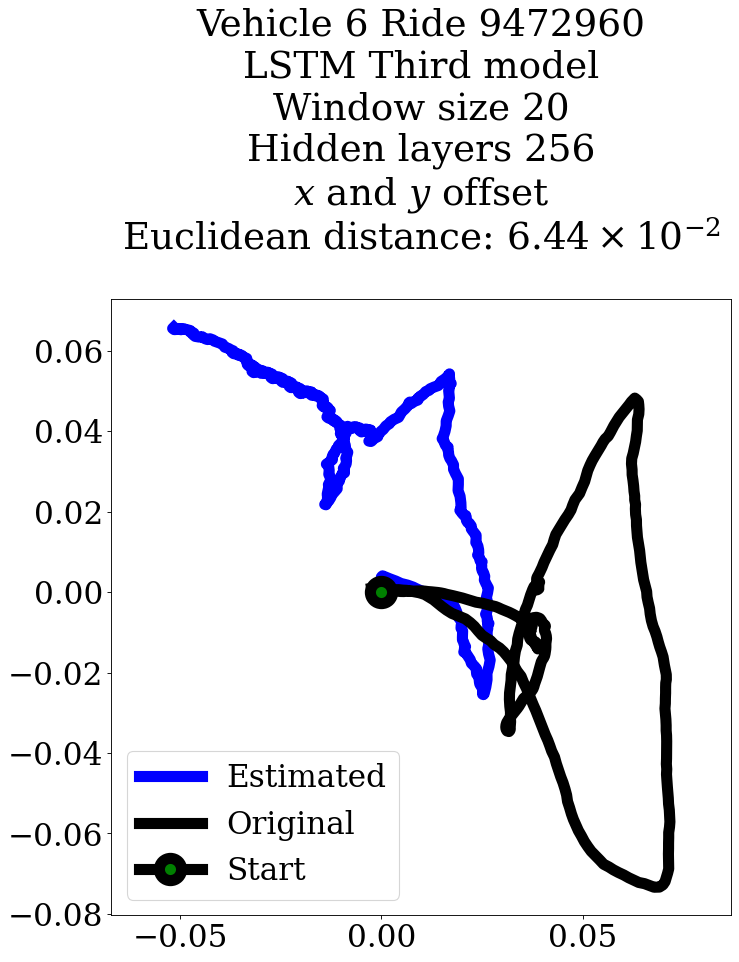 Vehicle 6 Ride 9472960
LSTM Third model
Window size 20
Hidden layers 256
x and y offset
Euclidean distance: 6.44 × 10⁻²
0.06
0.04
0.02
0.00
−0.02
−0.04
−0.06
−0.08
Estimated
Original
Start
−0.05 0.00 0.05